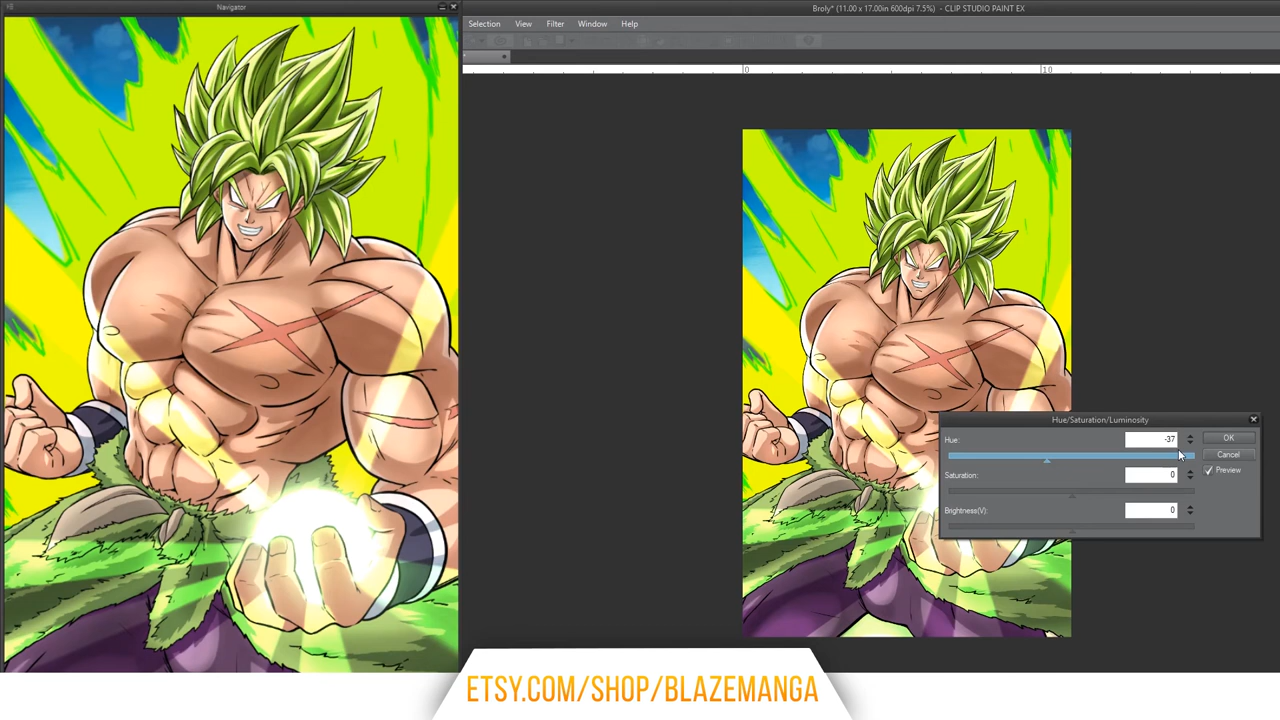 Navigator
Broly* (11.00 x 17.00in 600dpi 7.5%) - CLIP STUDIO PAINT EX
Selection View Filter Window Help
0 10
Hue/Saturation/Luminosity
Hue: -37 OK
Cancel
Preview
Saturation: 0
Brightness(V): 0
ETSY.COM/SHOP/BLAZEMANGA